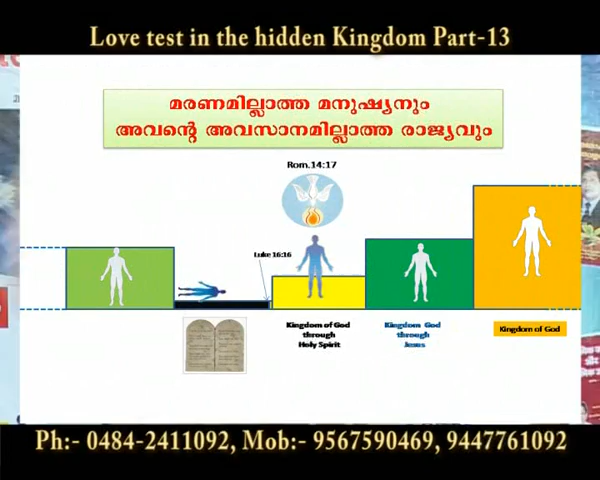 Love test in the hidden Kingdom Part-13
മരണമില്ലാത്ത മനുഷ്യനും
അവന്റെ അവസാനമില്ലാത്ത രാജ്യവും
Rom.14:17
Luke 16:16
Kingdom of God
through
Holy Spirit
Kingdom God
through
Jesus
Kingdom of God
Ph:- 0484-2411092, Mob:- 9567590469, 9447761092